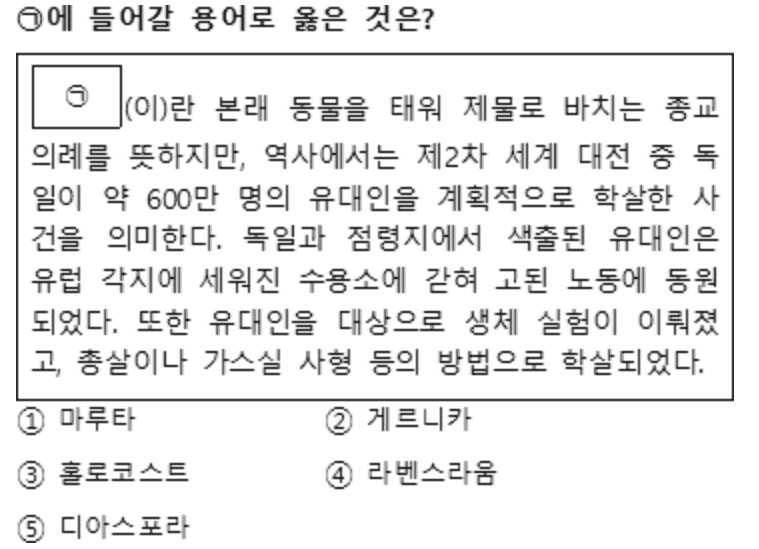 ㉠에 들어갈 용어로 옳은 것은?
㉠ (이)란 본래 동물을 태워 제물로 바치는 종교
의례를 뜻하지만, 역사에서는 제2차 세계 대전 중 독
일이 약 600만 명의 유대인을 계획적으로 학살한 사
건을 의미한다. 독일과 점령지에서 색출된 유대인은
유럽 각지에 세워진 수용소에 갇혀 고된 노동에 동원
되었다. 또한 유대인을 대상으로 생체 실험이 이뤄졌
고, 총살이나 가스실 사형 등의 방법으로 학살되었다.
① 마루타 ② 게르니카
③ 홀로코스트 ④ 라벤스라움
⑤ 디아스포라